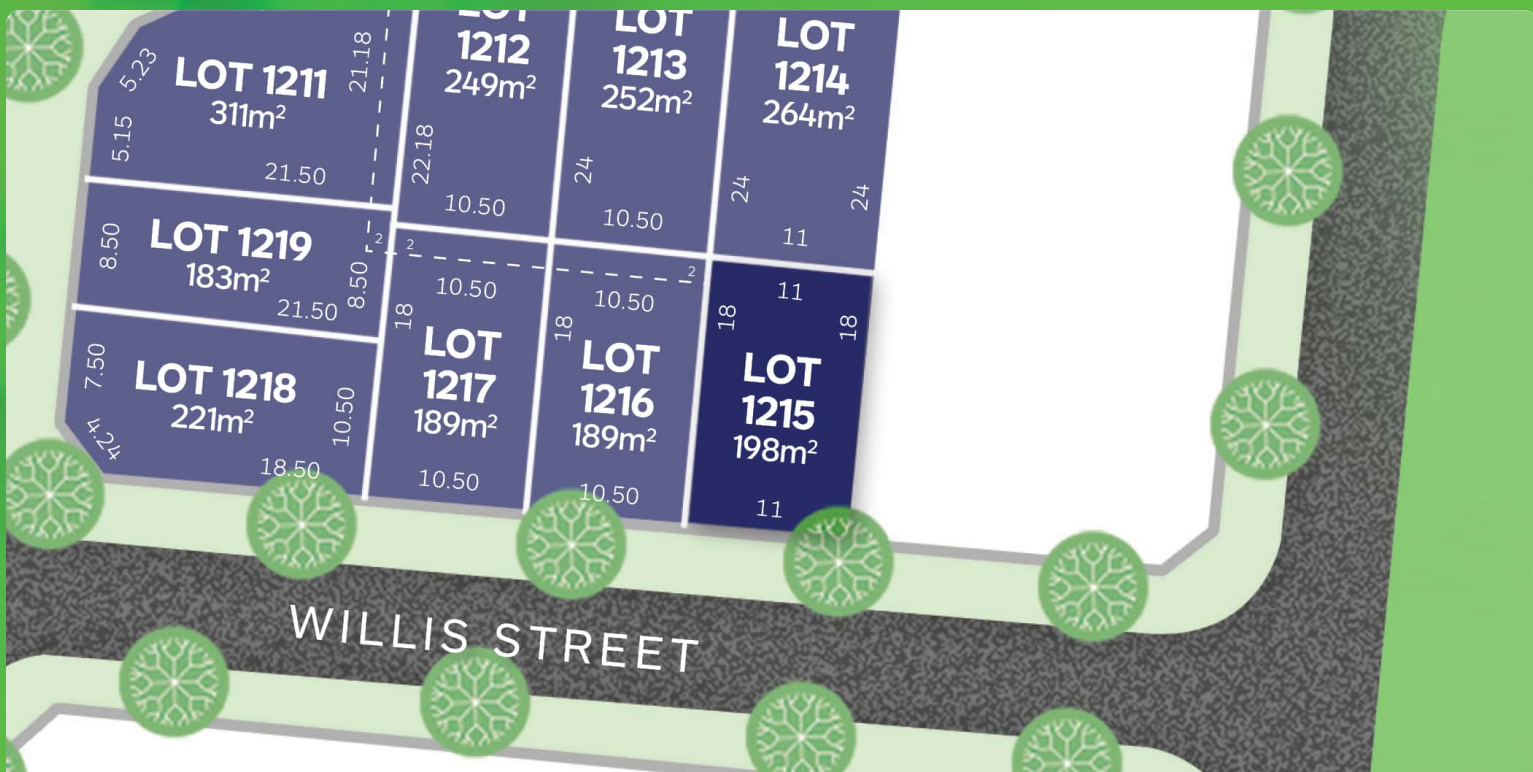 5.23
LOT 1211
311m²
21.18
5.15
21.50
LOT
1212
249m²
22.18
10.50
LOT
1213
252m²
24
10.50
LOT
1214
264m²
24
24
11
LOT 1219
183m²
8.50
8.50
21.50
2
2
2
LOT 1218
221m²
7.50
4.24
10.50
18.50
10.50
18
LOT
1217
189m²
10.50
10.50
18
LOT
1216
189m²
10.50
11
18
18
LOT
1215
198m²
11
WILLIS STREET